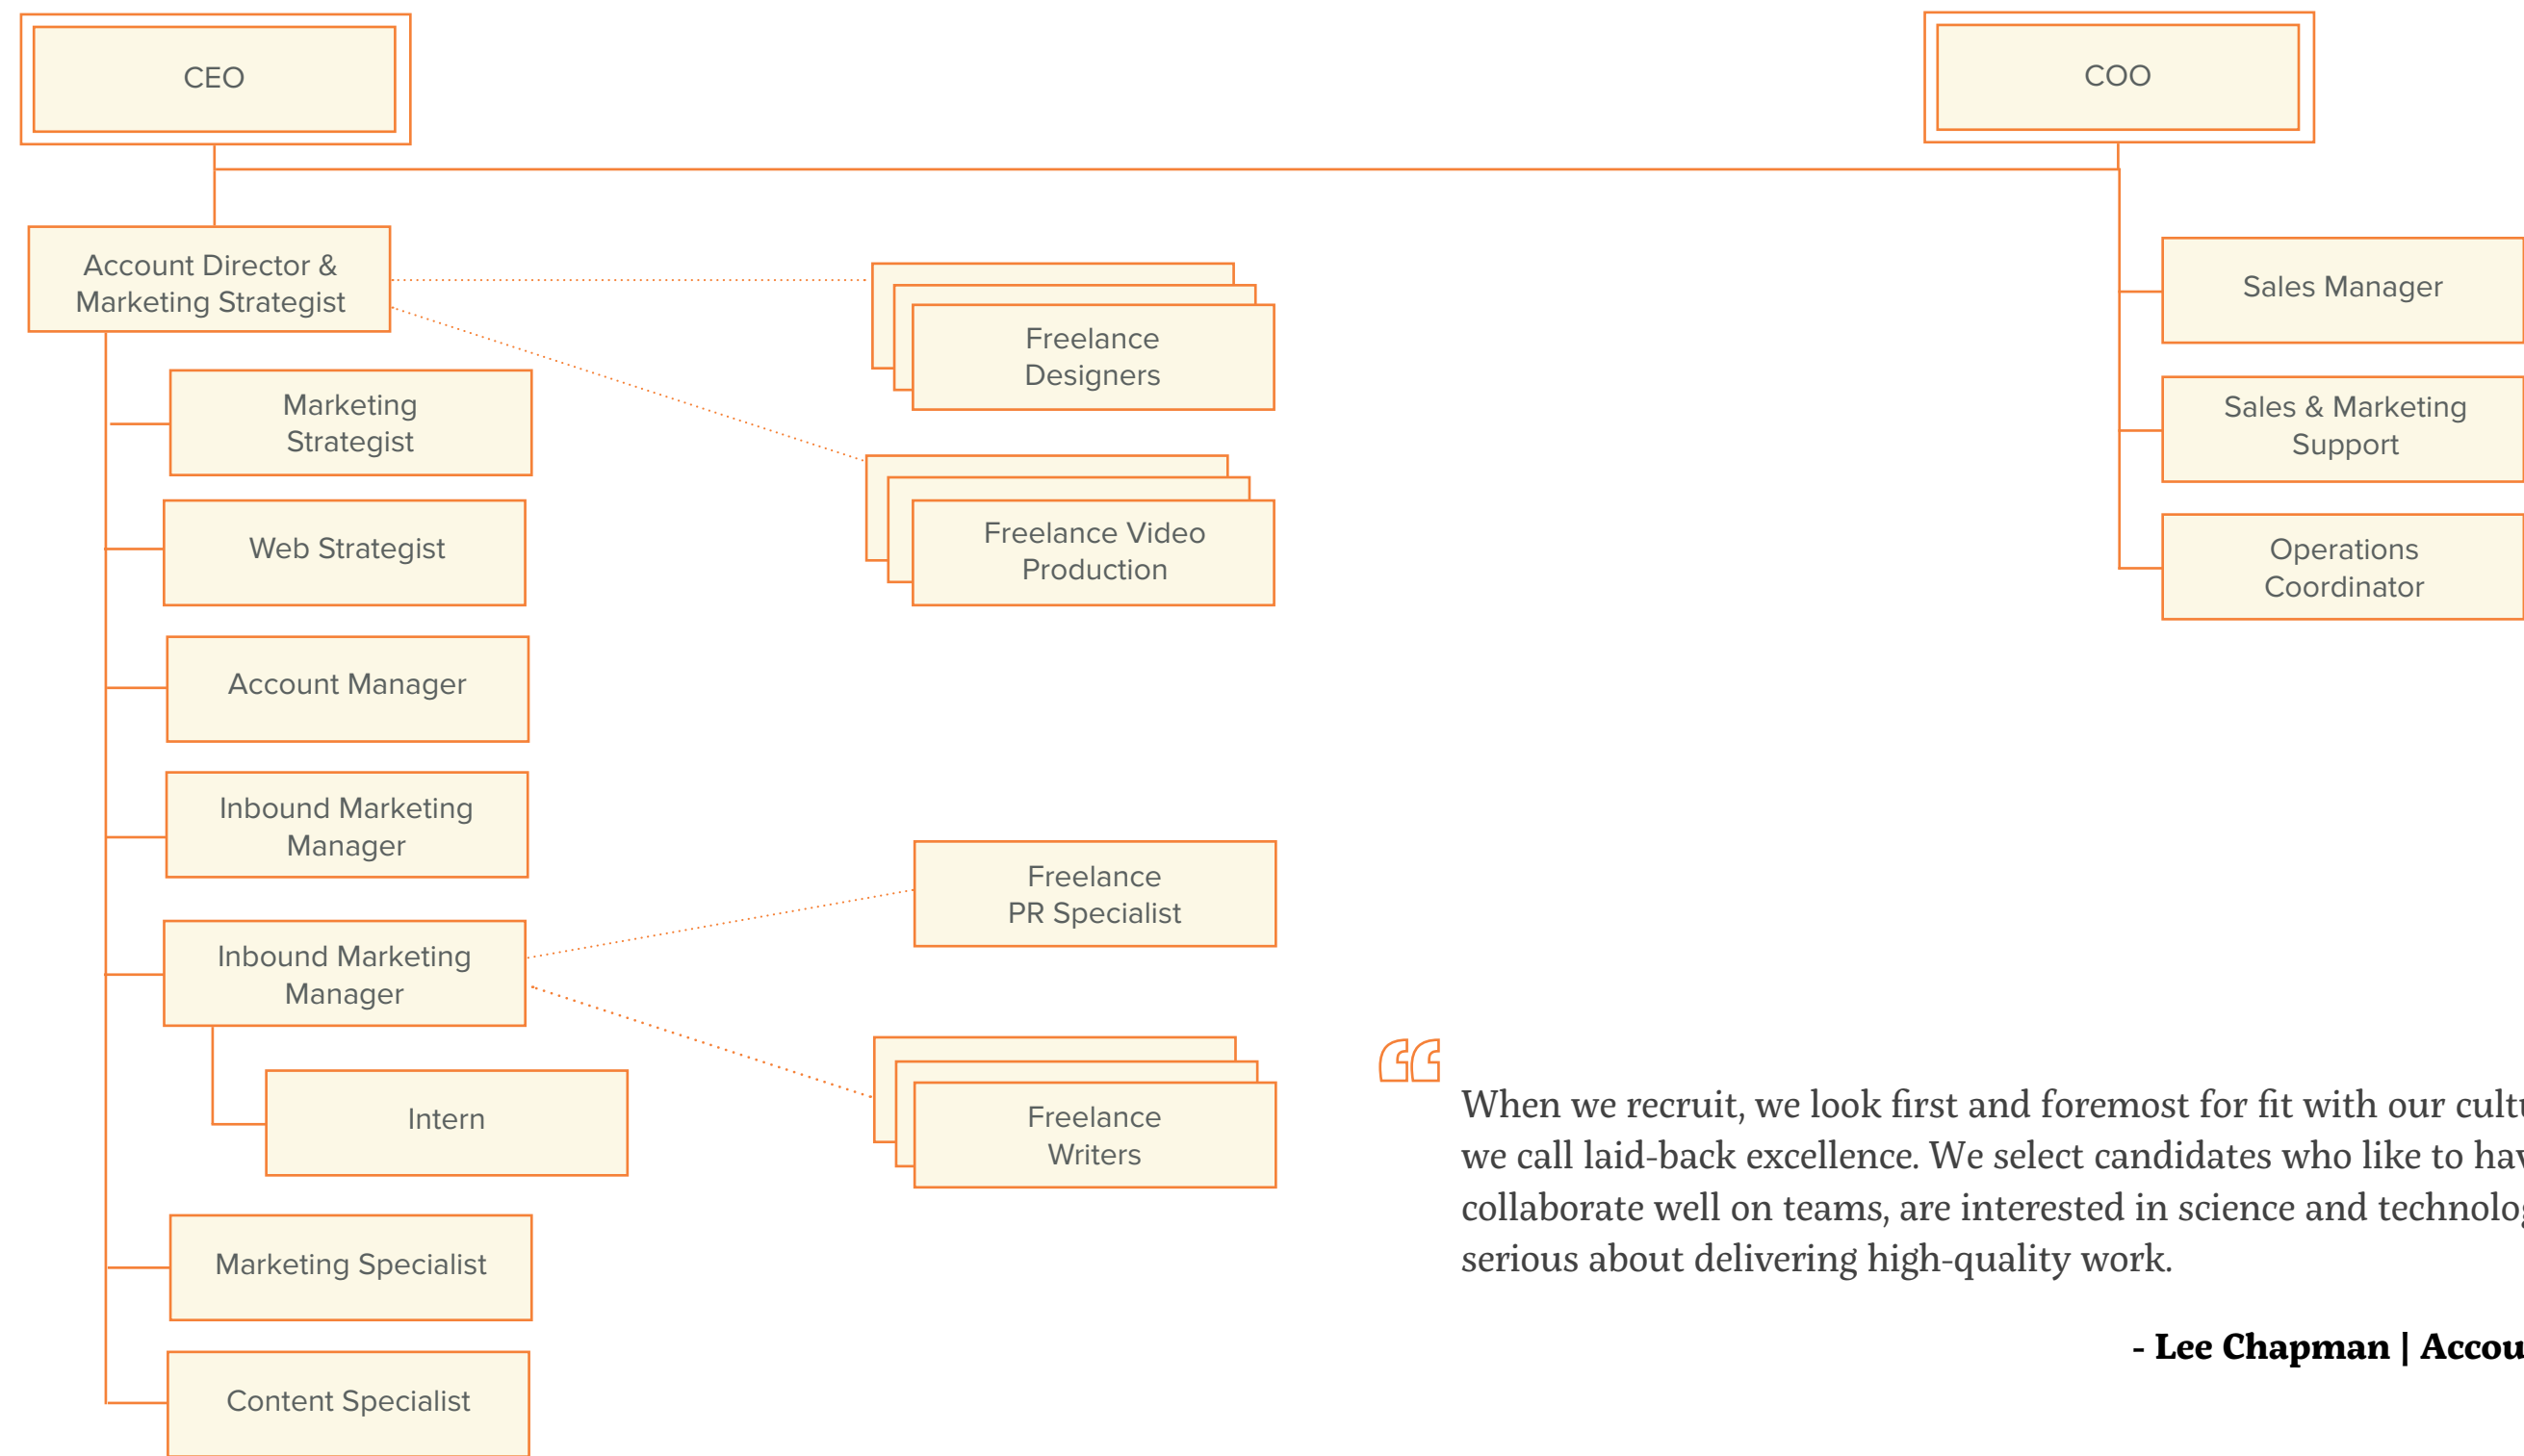 CEO
COO
Account Director &
Marketing Strategist
Sales Manager
Freelance
Designers
Marketing
Strategist
Sales & Marketing
Support
Web Strategist
Freelance Video
Production
Operations
Coordinator
Account Manager
Inbound Marketing
Manager
Freelance
PR Specialist
Inbound Marketing
Manager
Intern
Freelance
Writers
“
When we recruit, we look first and foremost for fit with our
we call laid-back excellence. We select candidates who like to
collaborate well on teams, are interested in science and
serious about delivering high-quality work.
Marketing Specialist
- Lee Chapman |
Content Specialist